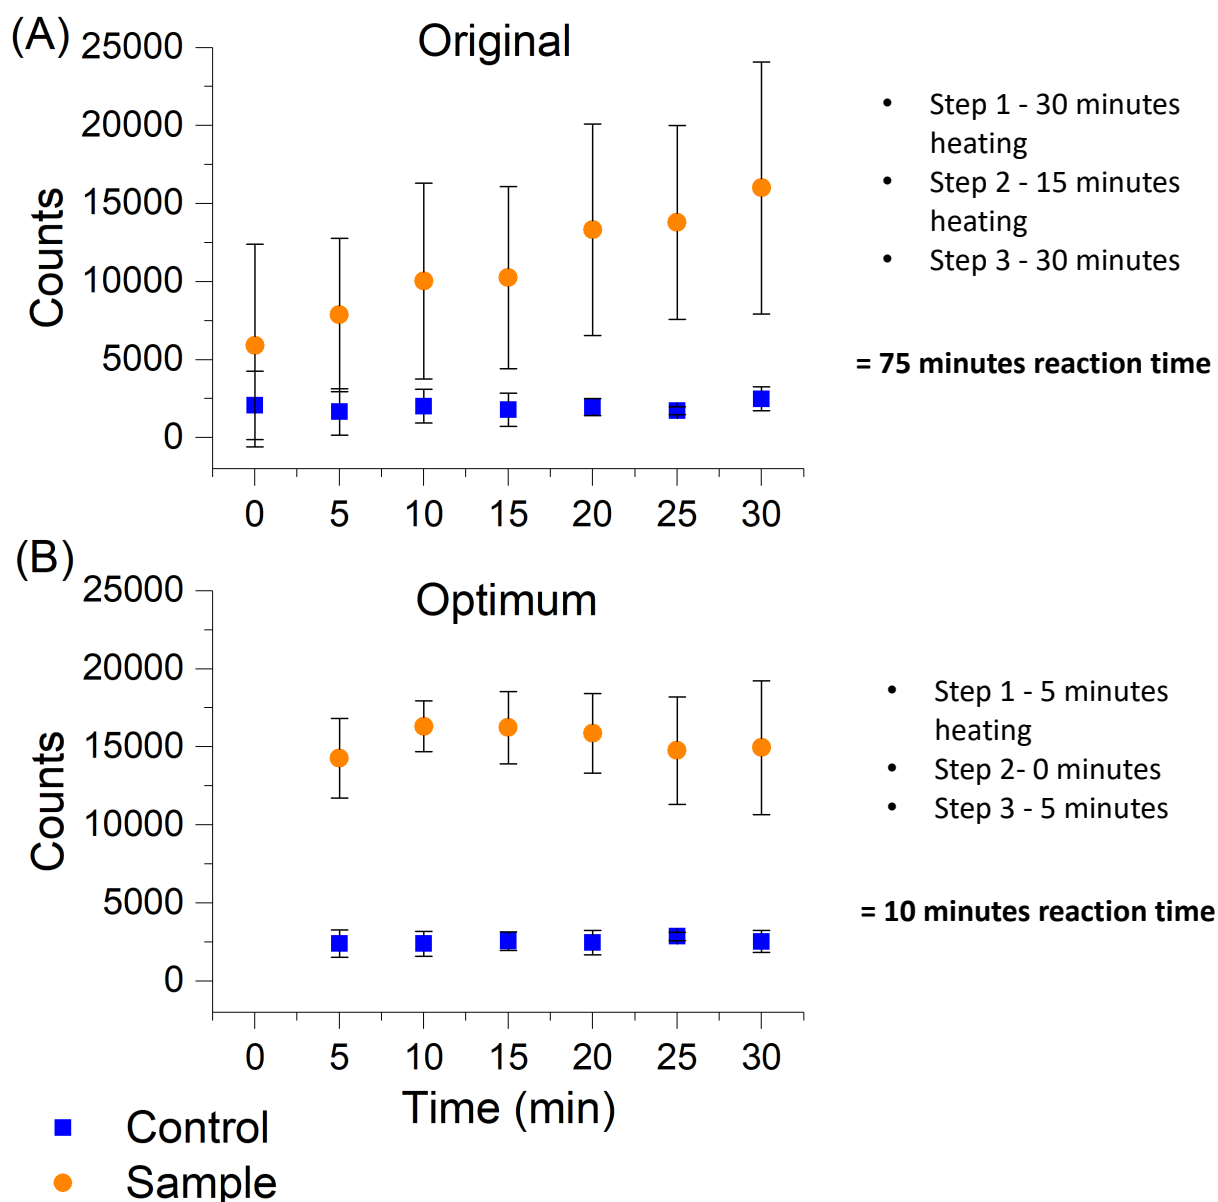 (A)
Original
25000
20000
15000
10000
5000
0
Counts
0 5 10 15 20 25 30
• Step 1 - 30 minutes
heating
• Step 2 - 15 minutes
heating
• Step 3 - 30 minutes
= 75 minutes reaction time
(B)
Optimum
25000
20000
15000
10000
5000
0
Counts
0 5 10 15 20 25 30
Time (min)
• Step 1 - 5 minutes
heating
• Step 2- 0 minutes
• Step 3 - 5 minutes
= 10 minutes reaction time
Control
Sample